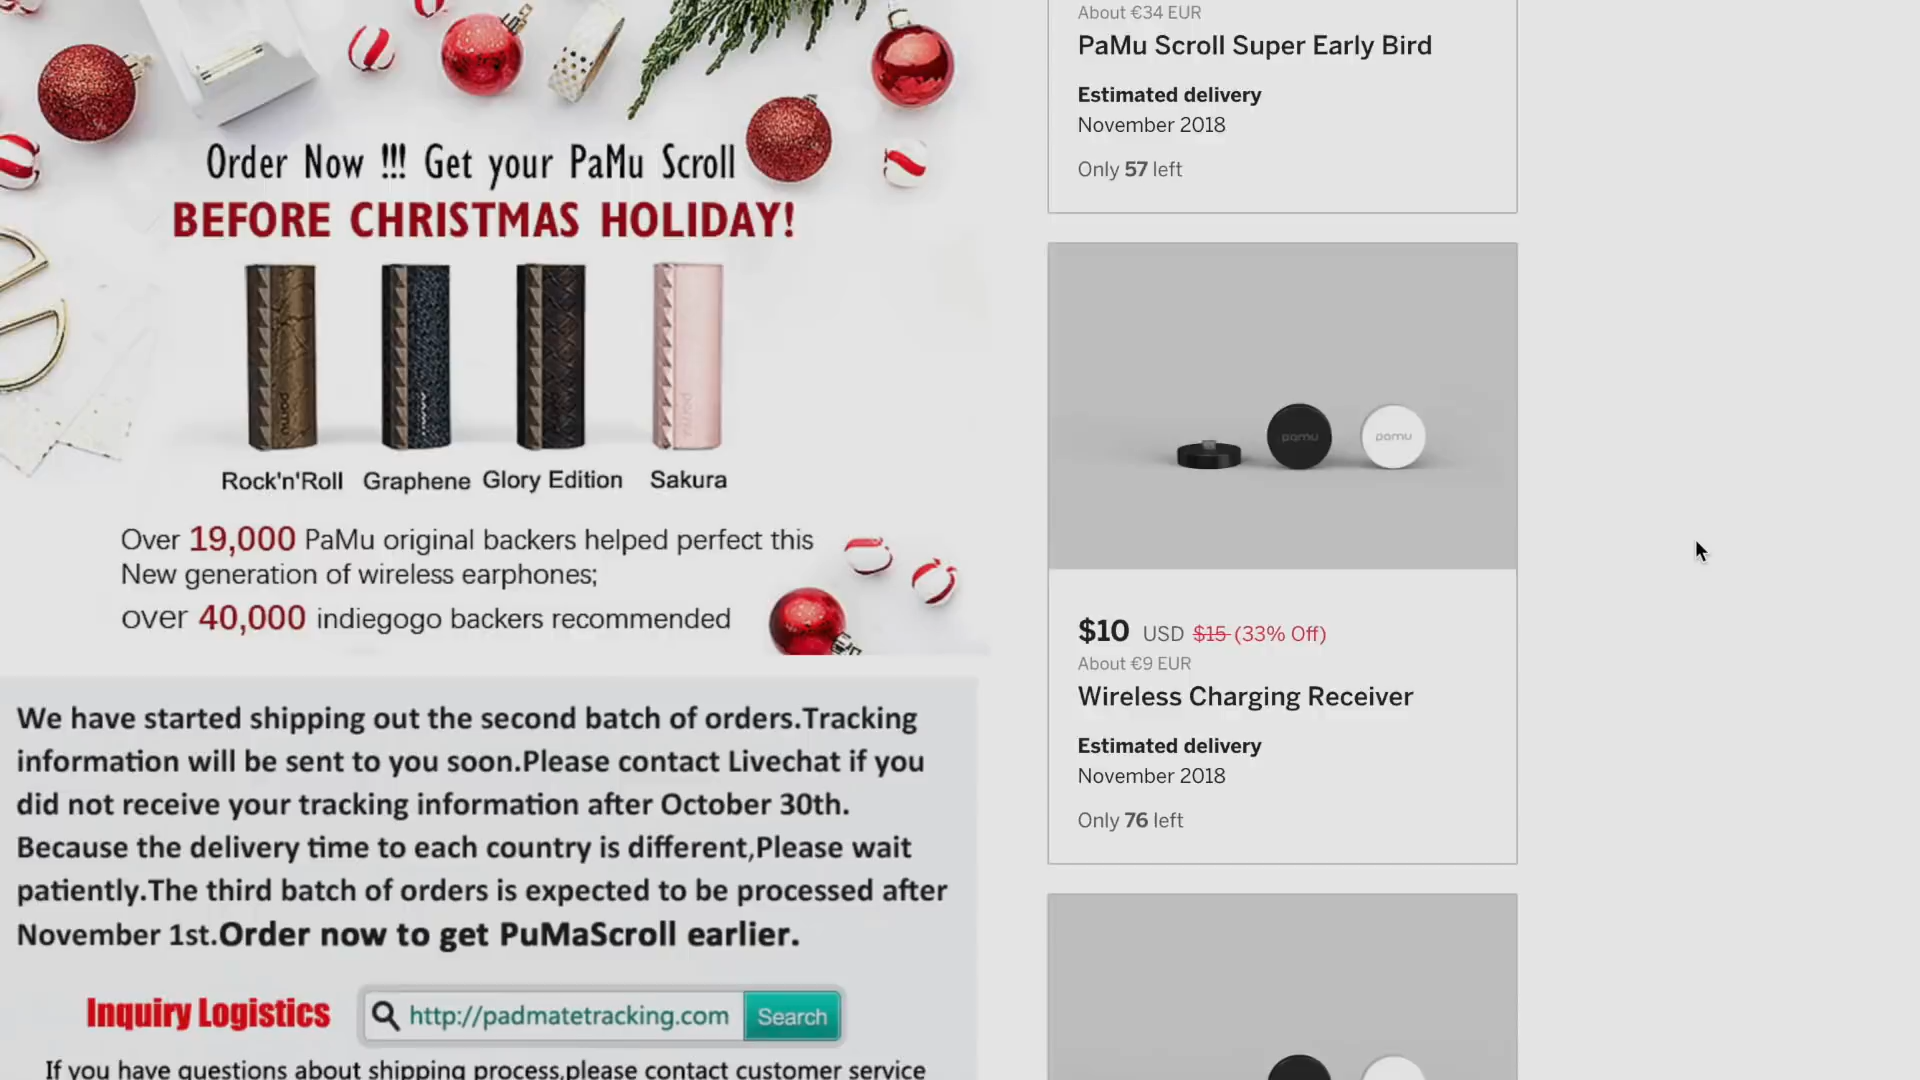 Order Now !!! Get your PaMu Scroll
BEFORE CHRISTMAS HOLIDAY!
pamu
Rock'n'Roll Graphene Glory Edition Sakura
Over 19,000 PaMu original backers helped perfect this
New generation of wireless earphones;
over 40,000 indiegogo backers recommended
We have started shipping out the second batch of orders.Tracking
information will be sent to you soon.Please contact Livechat if you
did not receive your tracking information after October 30th.
Because the delivery time to each country is different,Please wait
patiently.The third batch of orders is expected to be processed after
November 1st.Order now to get PuMaScroll earlier.
Inquiry Logistics http://padmatetracking.com Search
If you have questions about shipping process,please contact customer service
About €34 EUR
PaMu Scroll Super Early Bird
Estimated delivery
November 2018
Only 57 left
pamu pamu
$10 USD $15 (33% Off)
About €9 EUR
Wireless Charging Receiver
Estimated delivery
November 2018
Only 76 left